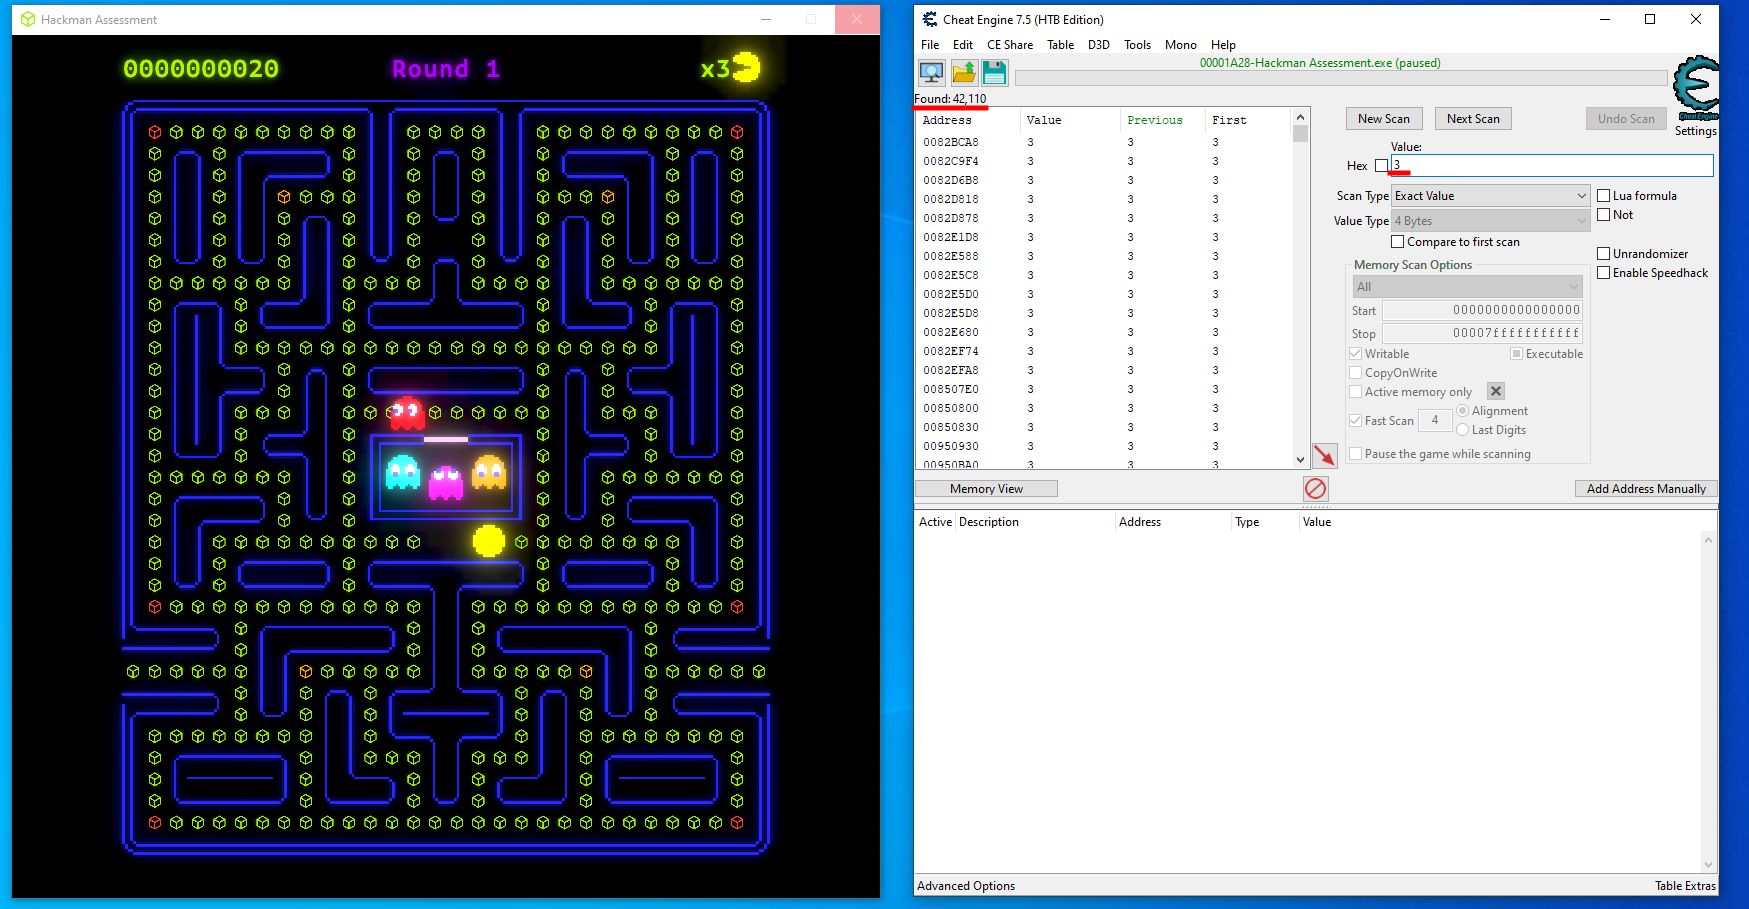 Hackman Assessment
0000000020
Round 1
x3
Cheat Engine 7.5 (HTB Edition)
File Edit CE Share Table D3D Tools Mono Help
00001A28-Hackman Assessment.exe (paused)
Found: 42,110
Cheat Engine
Settings
Address Value Previous First
0082BCA8 3 3 3
0082C9F4 3 3 3
0082D6B8 3 3 3
0082D818 3 3 3
0082D878 3 3 3
0082E1D8 3 3 3
0082E588 3 3 3
0082E5C8 3 3 3
0082E5D0 3 3 3
0082E5D8 3 3 3
0082E680 3 3 3
0082EF74 3 3 3
0082EFA8 3 3 3
008507E0 3 3 3
00850800 3 3 3
00850830 3 3 3
00950930 3 3 3
00950BA0 3 3 3
New Scan Next Scan Undo Scan
Value:
Hex 3
Scan Type Exact Value
Lua formula
Value Type 4 Bytes
Not
Compare to first scan
Unrandomizer
Memory Scan Options
Enable Speedhack
All
Start 0000000000000000
Stop 00007fffffffffff
Writable Executable
CopyOnWrite
Active memory only
Fast Scan 4 Alignment
Last Digits
Pause the game while scanning
Memory View
Add Address Manually
Active Description Address Type Value
Advanced Options
Table Extras